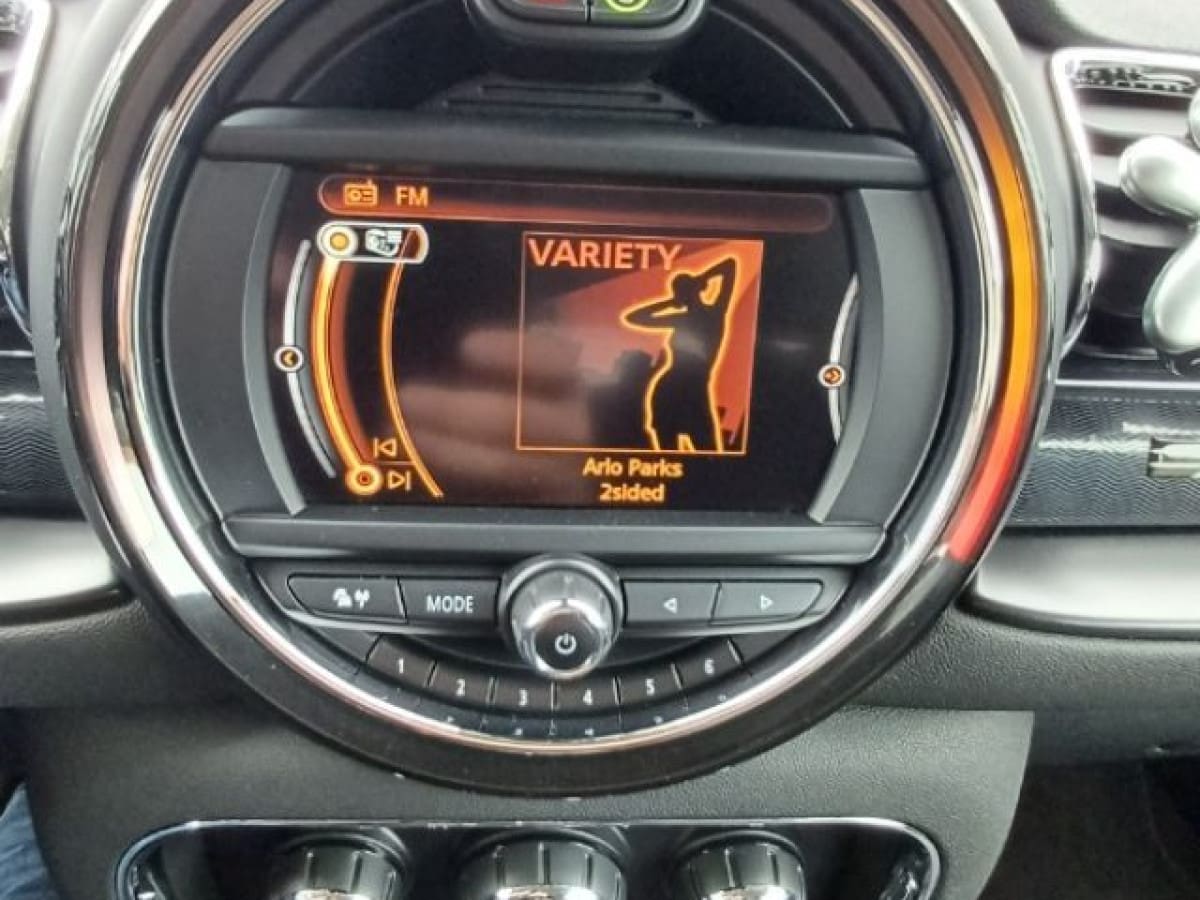 FM
VARIETY
Arlo Parks
2sided
MODE
1
2
3
4
5
6